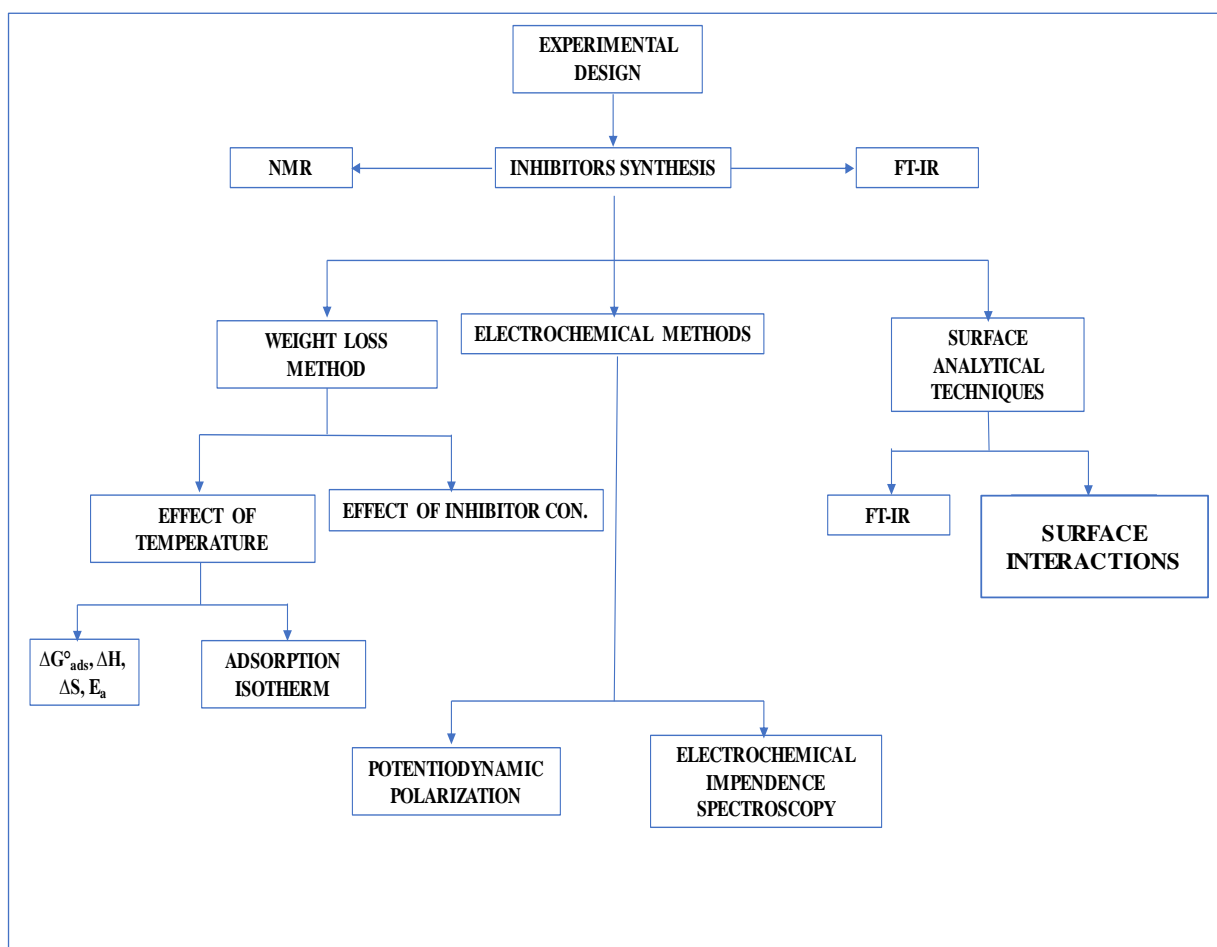 EXPERIMENTAL
DESIGN
NMR
INHIBITORS SYNTHESIS
FT-IR
WEIGHT LOSS
METHOD
ELECTROCHEMICAL METHODS
SURFACE
ANALYTICAL
TECHNIQUES
EFFECT OF
TEMPERATURE
EFFECT OF INHIBITOR CON.
FT-IR
SURFACE
INTERACTIONS
ΔG°ads, ΔH,
ΔS, Ea
ADSORPTION
ISOTHERM
POTENTIODYNAMIC
POLARIZATION
ELECTROCHEMICAL
IMPENDENCE
SPECTROSCOPY